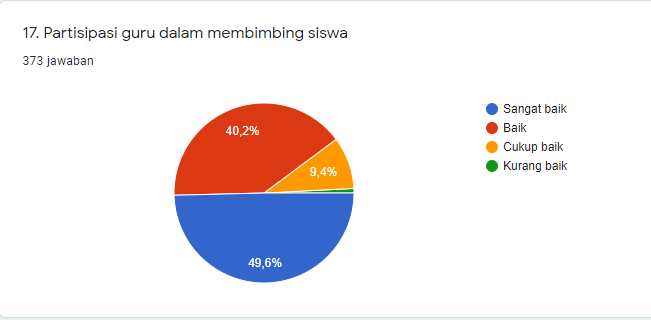 17. Partisipasi guru dalam membimbing siswa
373 jawaban
40,2%
9,4%
49,6%
Sangat baik
Baik
Cukup baik
Kurang baik